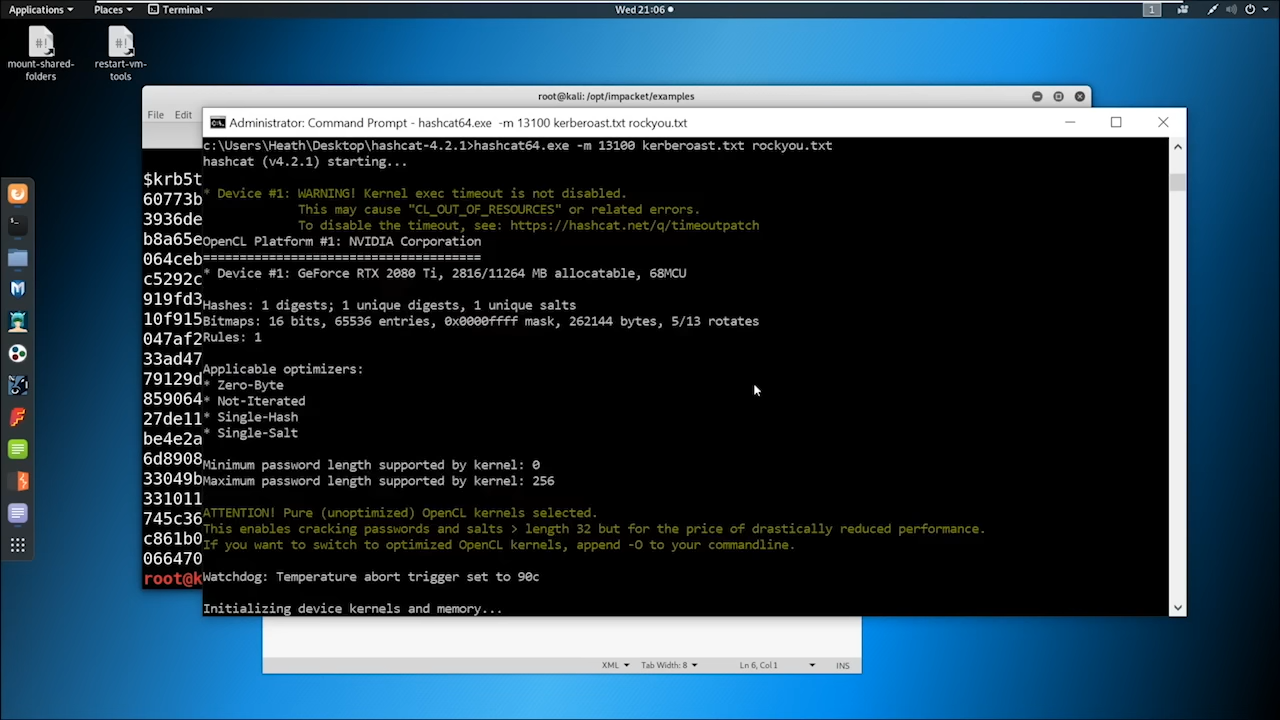 Applications Places Terminal Wed 21:06 1
mount-shared-folders
restart-vm-tools
root@kali: /opt/impacket/examples
File Edit
Administrator: Command Prompt - hashcat64.exe -m 13100 kerberoast.txt rockyou.txt
$krb5t
60773b
3936de
b8a65e
064ceb
c5292c
919fd3
10f915
047af2
33ad47
79129d
859064
27de11
be4e2a
6d8908
33049b
331011
745c36
c861b0
066470
root@k
c:\Users\Heath\Desktop\hashcat-4.2.1>hashcat64.exe -m 13100 kerberoast.txt rockyou.txt
hashcat (v4.2.1) starting...
* Device #1: WARNING! Kernel exec timeout is not disabled.
This may cause "CL_OUT_OF_RESOURCES" or related errors.
To disable the timeout, see: https://hashcat.net/q/timeoutpatch
OpenCL Platform #1: NVIDIA Corporation
======================================
* Device #1: GeForce RTX 2080 Ti, 2816/11264 MB allocatable, 68MCU
Hashes: 1 digests; 1 unique digests, 1 unique salts
Bitmaps: 16 bits, 65536 entries, 0x0000ffff mask, 262144 bytes, 5/13 rotates
Rules: 1
Applicable optimizers:
* Zero-Byte
* Not-Iterated
* Single-Hash
* Single-Salt
Minimum password length supported by kernel: 0
Maximum password length supported by kernel: 256
ATTENTION! Pure (unoptimized) OpenCL kernels selected.
This enables cracking passwords and salts > length 32 but for the price of drastically reduced performance.
If you want to switch to optimized OpenCL kernels, append -O to your commandline.
Watchdog: Temperature abort trigger set to 90c
Initializing device kernels and memory...
XML Tab Width: 8 Ln 6, Col 1 INS